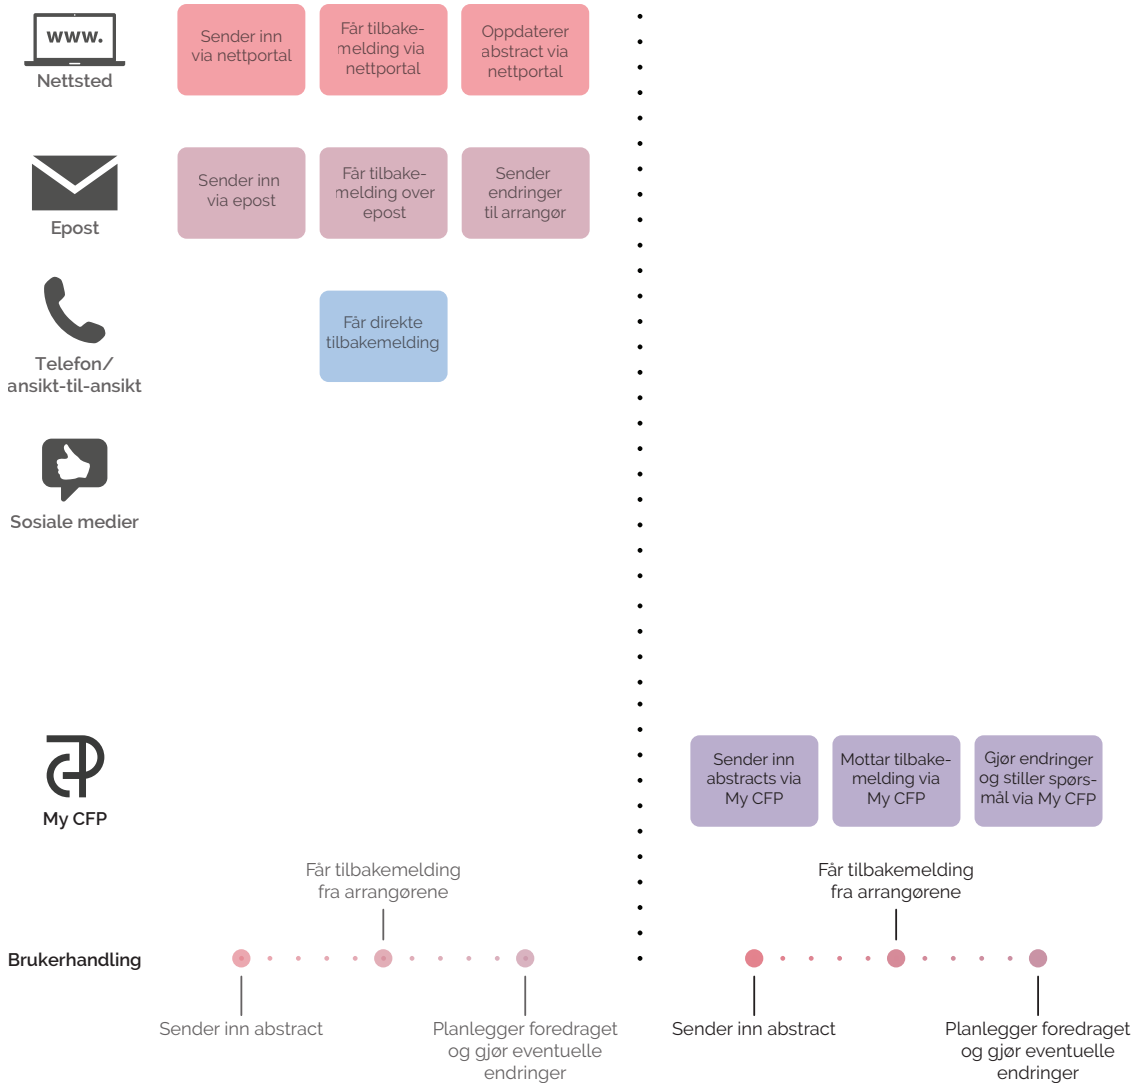 www.
Nettsted
Sender inn
via nettportal
Får tilbake-
melding via
nettportal
Oppdaterer
abstract via
nettportal
Epost
Sender inn
via epost
Får tilbake-
melding over
epost
Sender
endringer
til arrangør
Telefon/
ansikt-til-ansikt
Får direkte
tilbakemelding
Sosiale medier
My CFP
Sender inn
abstracts via
My CFP
Mottar tilbake-
melding via
My CFP
Gjør endringer
og stiller spørs-
mål via My CFP
Får tilbakemelding
fra arrangørene
Får tilbakemelding
fra arrangørene
Brukerhandling
Sender inn abstract
Planlegger foredraget
og gjør eventuelle
endringer
Sender inn abstract
Planlegger foredraget
og gjør eventuelle
endringer